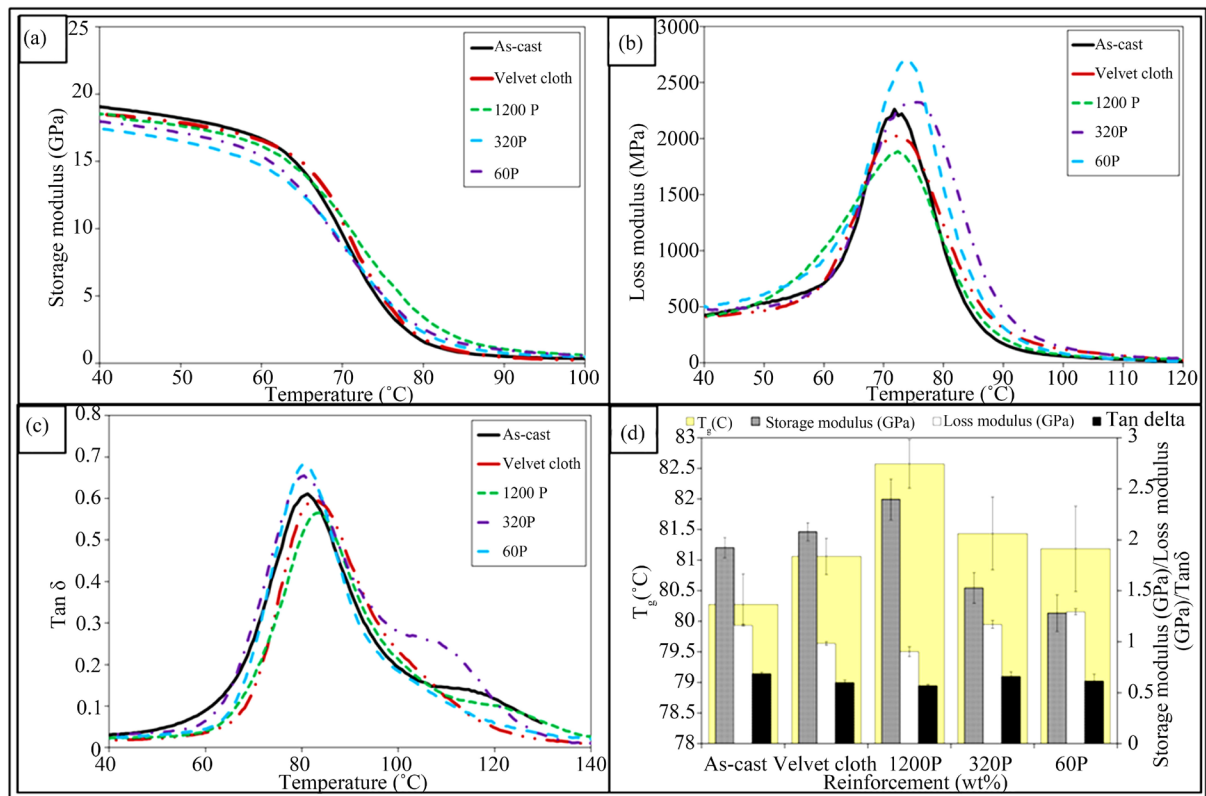 (a)
25
20
15
10
5
0
Storage modulus (GPa)
40 50 60 70 80 90 100
Temperature (˚C)
As-cast
Velvet cloth
1200 P
320P
60P
(b)
3000
2500
2000
1500
1000
500
0
Loss modulus (MPa)
40 50 60 70 80 90 100 110 120
Temperature (˚C)
As-cast
Velvet cloth
1200 P
320P
60P
(c)
0.8
0.7
0.6
0.5
0.4
0.3
0.2
0.1
0
Tan δ
40 60 80 100 120 140
Temperature (˚C)
As-cast
Velvet cloth
1200 P
320P
60P
(d)
Tg(C) Storage modulus (GPa) Loss modulus (GPa) Tan delta
83
82.5
82
81.5
81
80.5
80
79.5
79
78.5
78
Tg(˚C)
3
2.5
2
1.5
1
0.5
0
Storage modulus (GPa)/Loss modulus
(GPa)/Tanδ
As-cast Velvet cloth 1200P 320P 60P
Reinforcement (wt%)